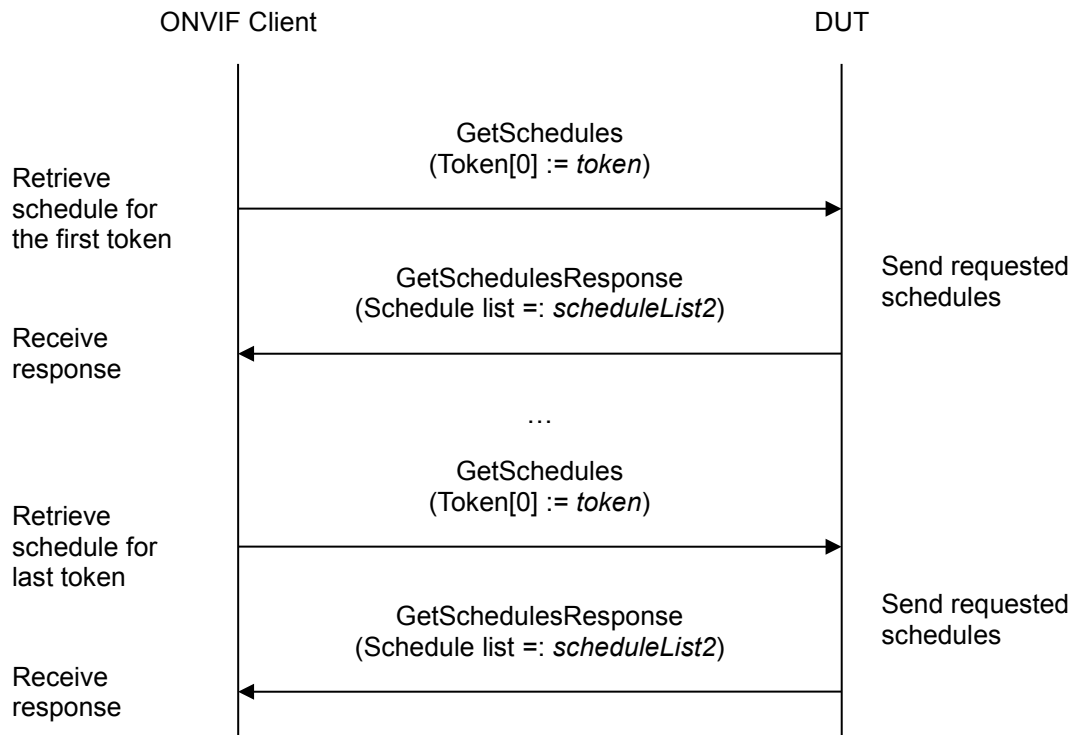 ONVIF Client
DUT
GetSchedules
(Token[0] := token)
Retrieve
schedule for
the first token
GetSchedulesResponse
(Schedule list =: scheduleList2)
Send requested
schedules
Receive
response
...
GetSchedules
(Token[0] := token)
Retrieve
schedule for
last token
GetSchedulesResponse
(Schedule list =: scheduleList2)
Send requested
schedules
Receive
response